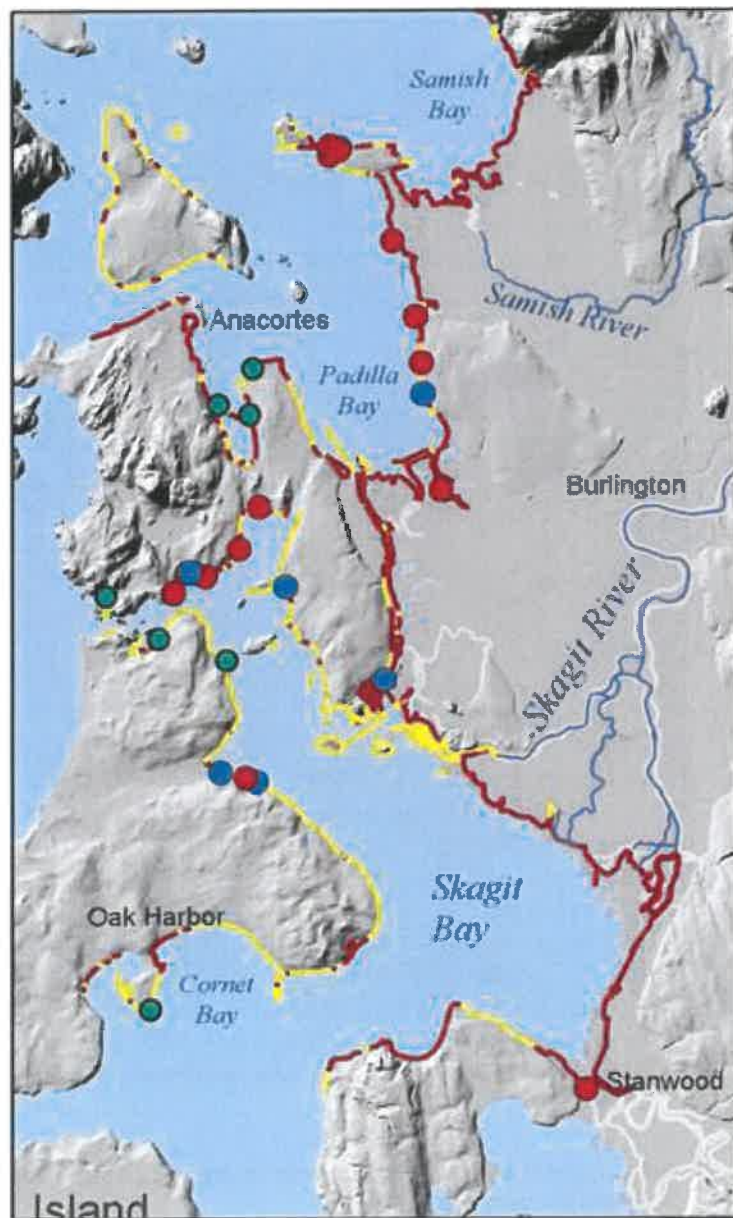 Samish
Bay
Anacortes
Samish River
Padilla
Bay
Burlington
Skagit River
Skagit
Bay
Oak Harbor
Cornet
Bay
Stanwood
Island